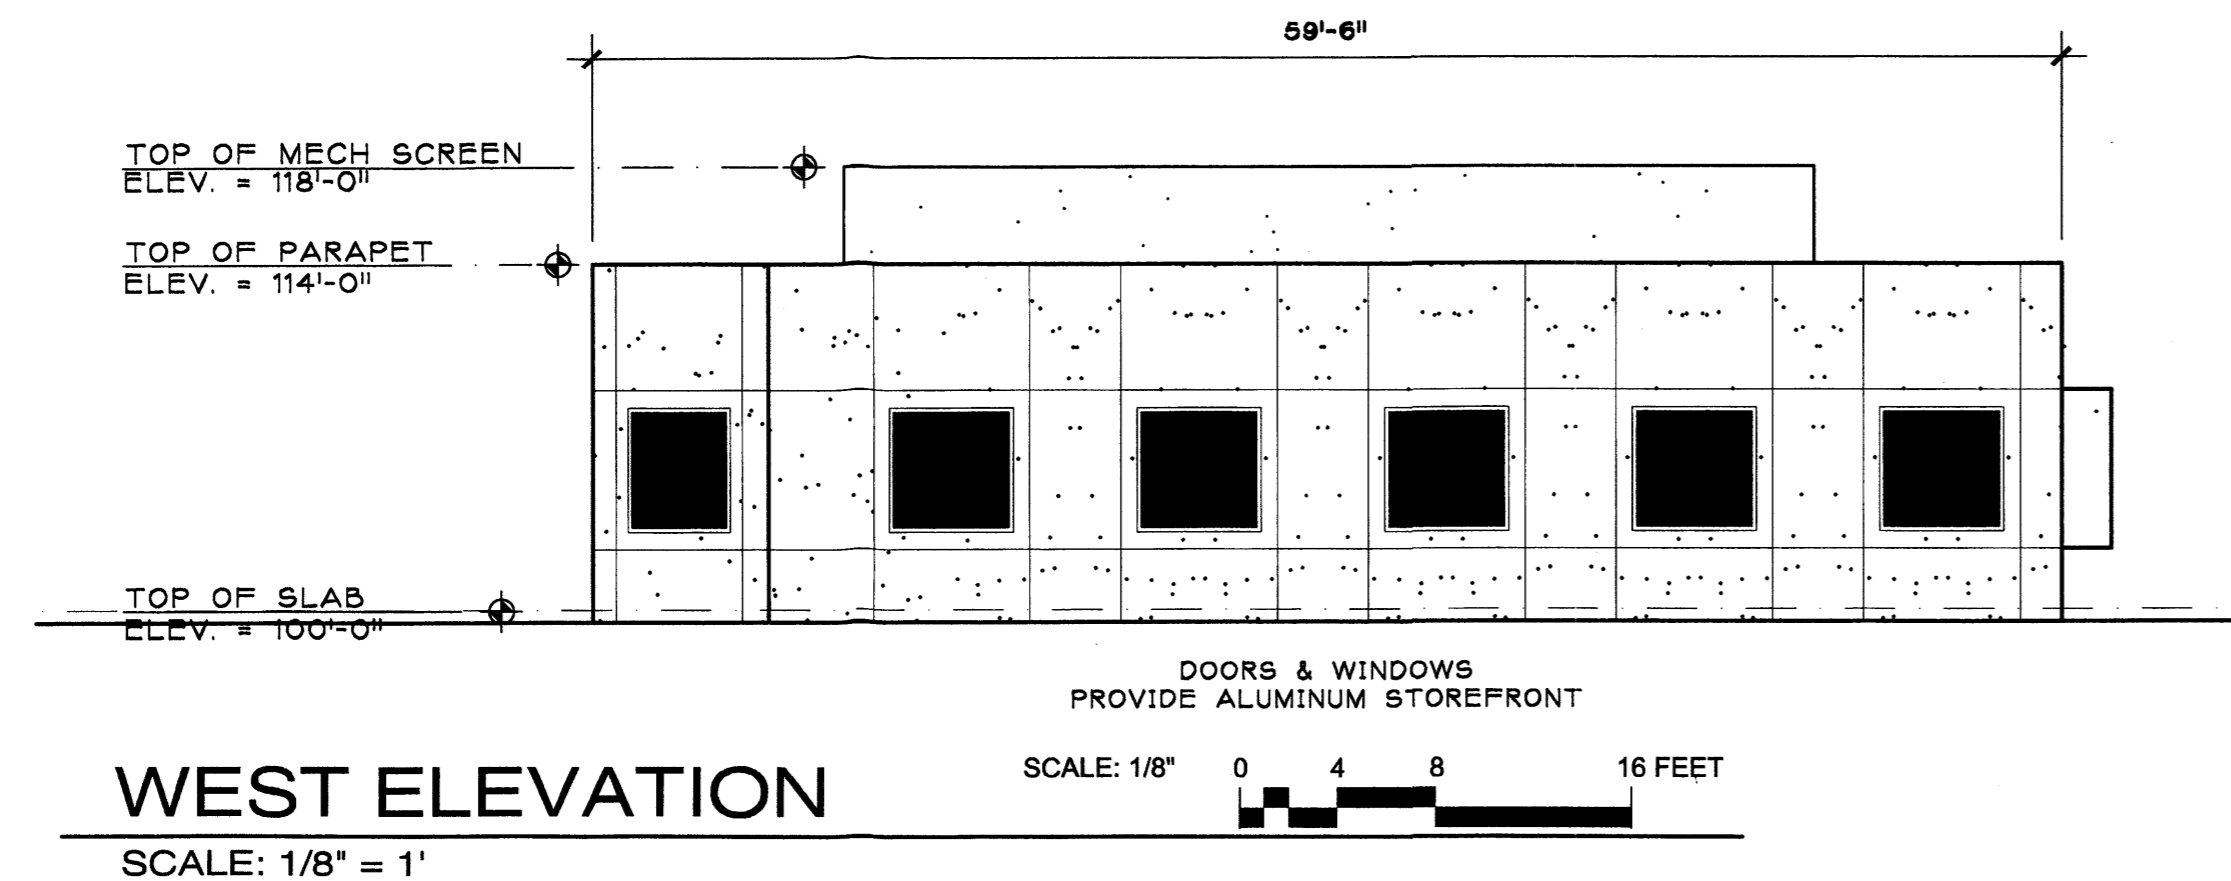 59'-6"
TOP OF MECH SCREEN
ELEV. = 118'-0"
TOP OF PARAPET
ELEV. = 114'-0"
TOP OF SLAB
ELEV. = 100'-0"
DOORS & WINDOWS
PROVIDE ALUMINUM STOREFRONT
WEST ELEVATION
SCALE: 1/8" = 1'
SCALE: 1/8" 0 4 8 16 FEET